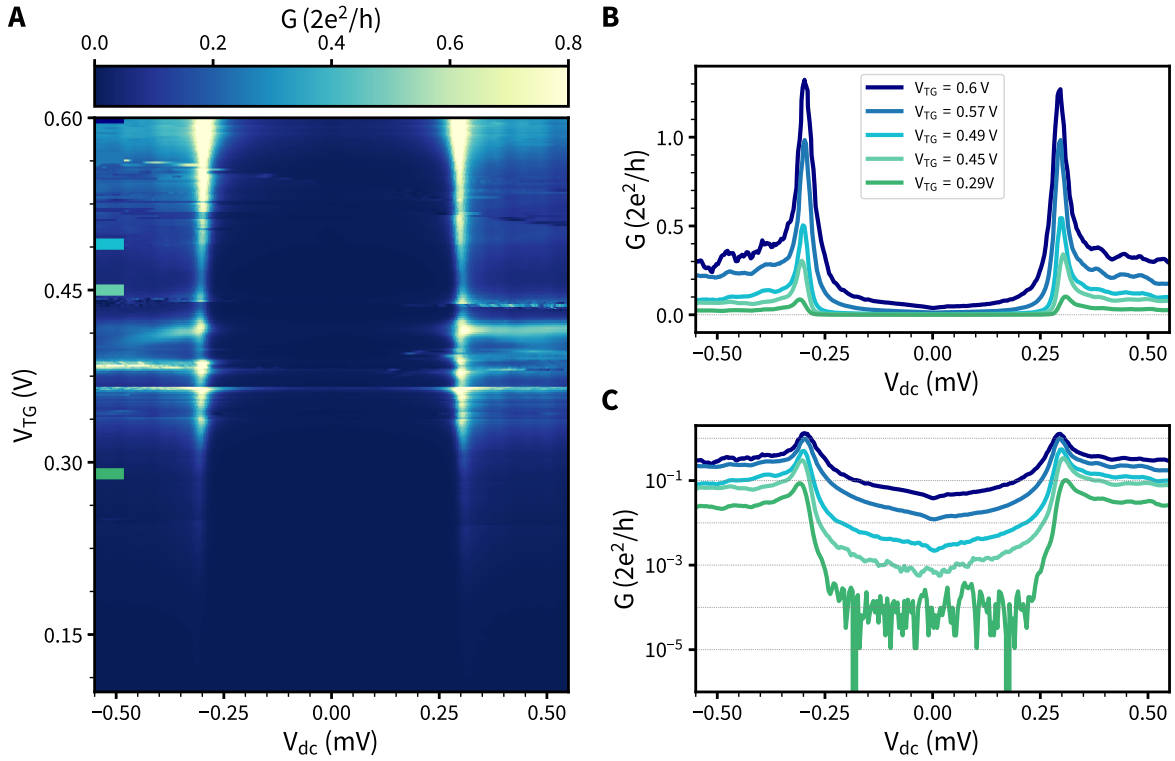 A
G (2e²/h)
0.0 0.2 0.4 0.6 0.8
0.60
0.45
0.30
0.15
V_TG (V)
−0.50 −0.25 0.00 0.25 0.50
V_dc (mV)
B
V_TG = 0.6 V
V_TG = 0.57 V
V_TG = 0.49 V
V_TG = 0.45 V
V_TG = 0.29V
1.0
0.5
0.0
G (2e²/h)
−0.50 −0.25 0.00 0.25 0.50
V_dc (mV)
C
10⁻¹
10⁻³
10⁻⁵
G (2e²/h)
−0.50 −0.25 0.00 0.25 0.50
V_dc (mV)